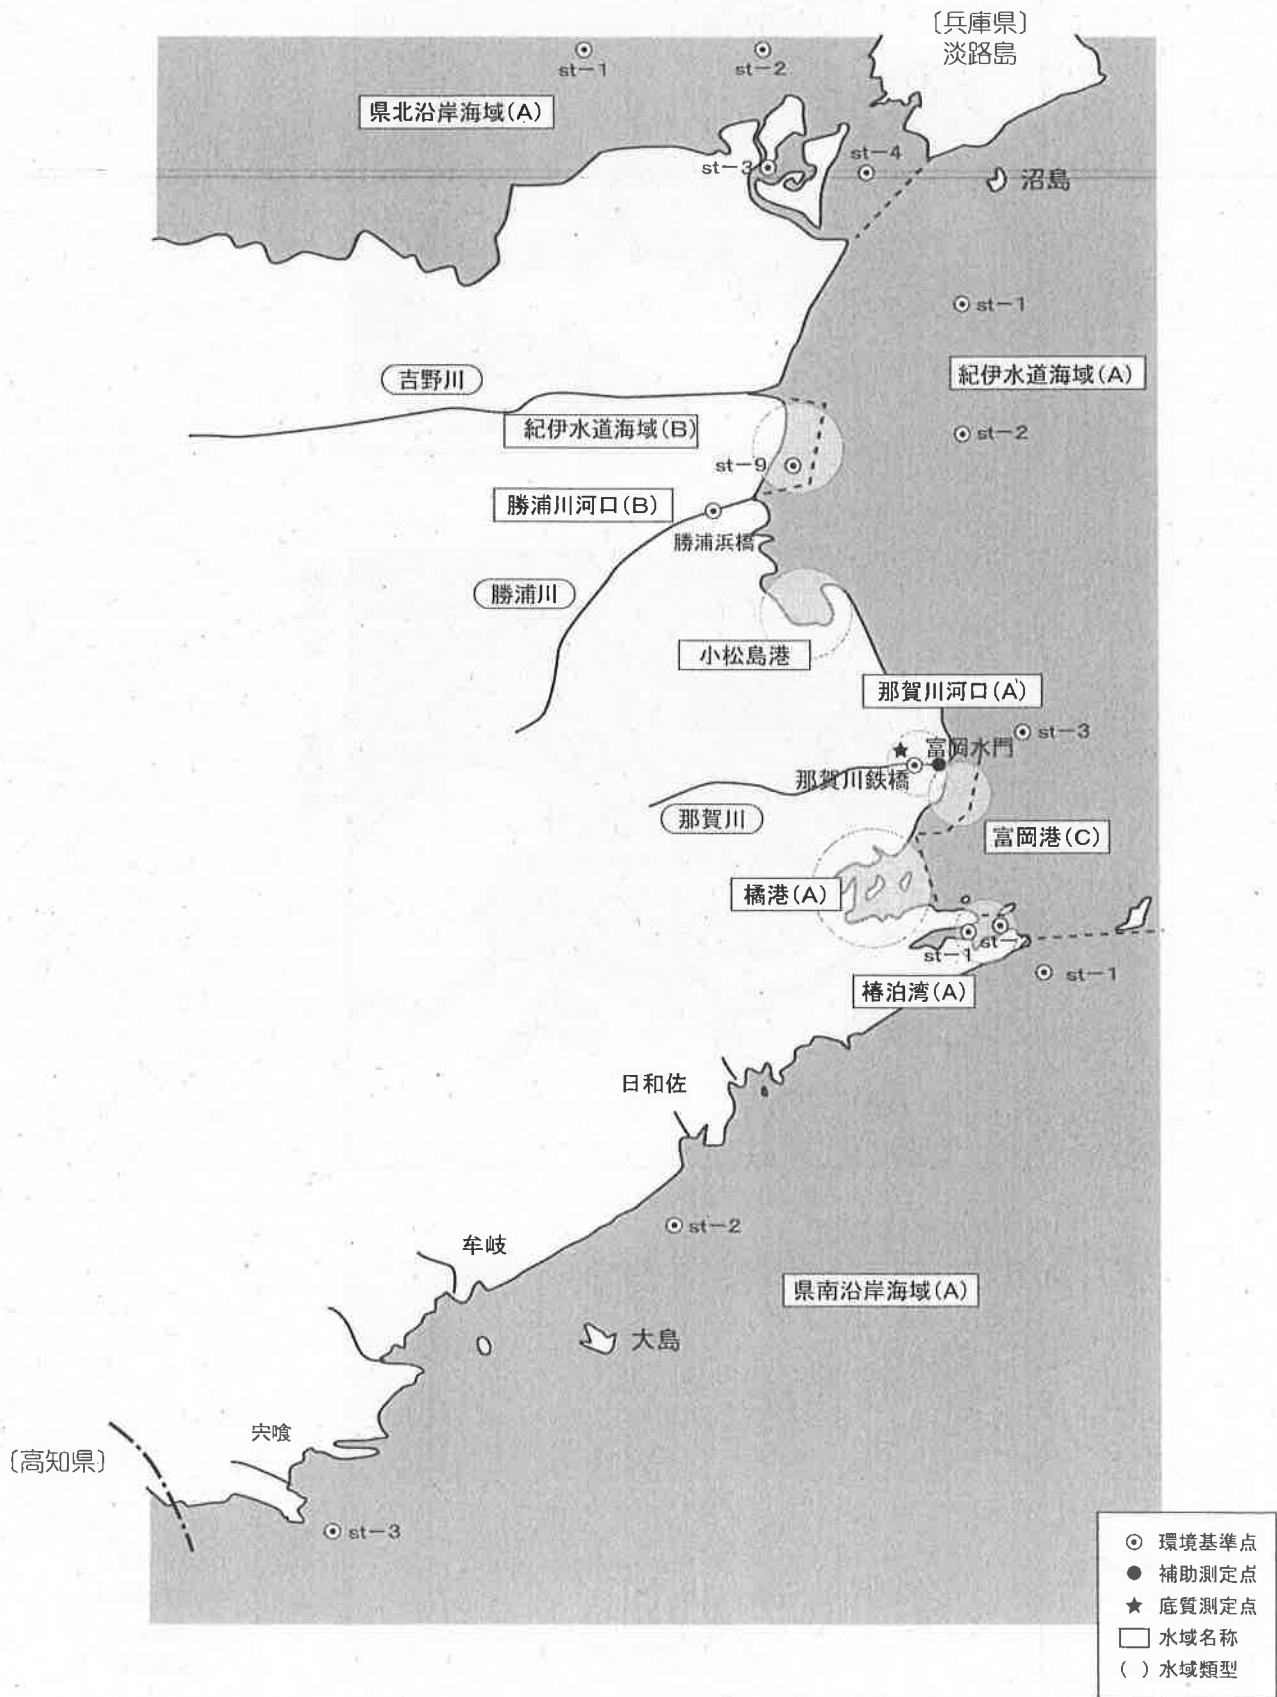 〔兵庫県〕
淡路島
st-1
st-2
県北沿岸海域(A)
st-3
st-4
沼島
st-1
吉野川
紀伊水道海域(A)
紀伊水道海域(B)
st-2
st-9
勝浦川河口(B)
勝浦浜橋
勝浦川
小松島港
那賀川河口(A)
st-3
富岡水門
那賀川鉄橋
那賀川
富岡港(C)
橘港(A)
st-1
st-
st-1
椿泊湾(A)
日和佐
st-2
牟岐
県南沿岸海域(A)
大島
宍喰
〔高知県〕
st-3
環境基準点
補助測定点
底質測定点
水域名称
( ) 水域類型